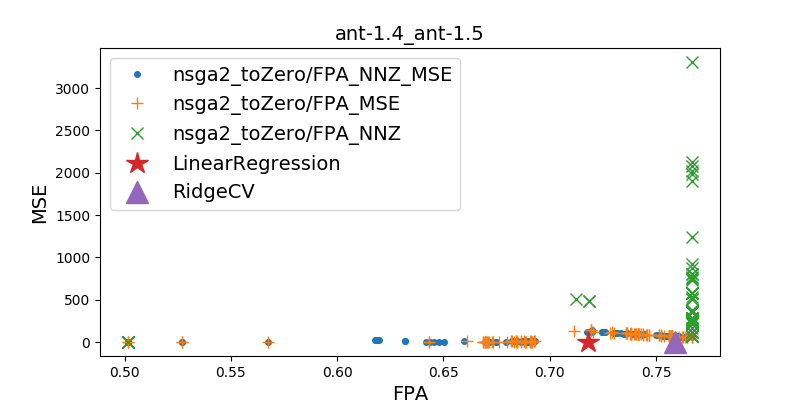 ant-1.4_ant-1.5
nsga2_toZero/FPA_NNZ_MSE
nsga2_toZero/FPA_MSE
nsga2_toZero/FPA_NNZ
LinearRegression
RidgeCV
MSE
3000
2500
2000
1500
1000
500
0
0.50 0.55 0.60 0.65 0.70 0.75
FPA